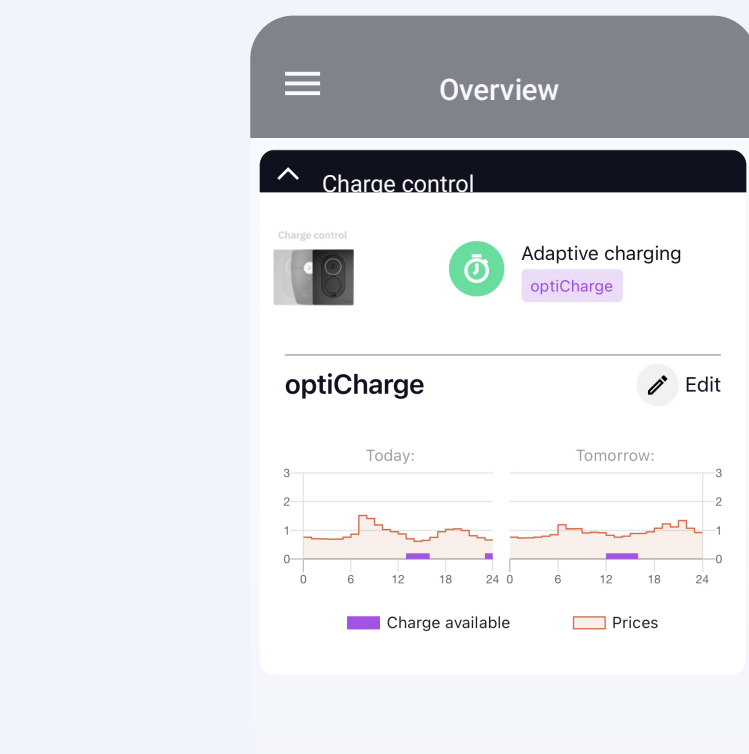 Overview
Charge control
Charge control
Adaptive charging
optiCharge
optiCharge
Edit
Today: Tomorrow:
3 3
2 2
1 1
0 0
0 6 12 18 24 0 6 12 18 24
Charge available Prices